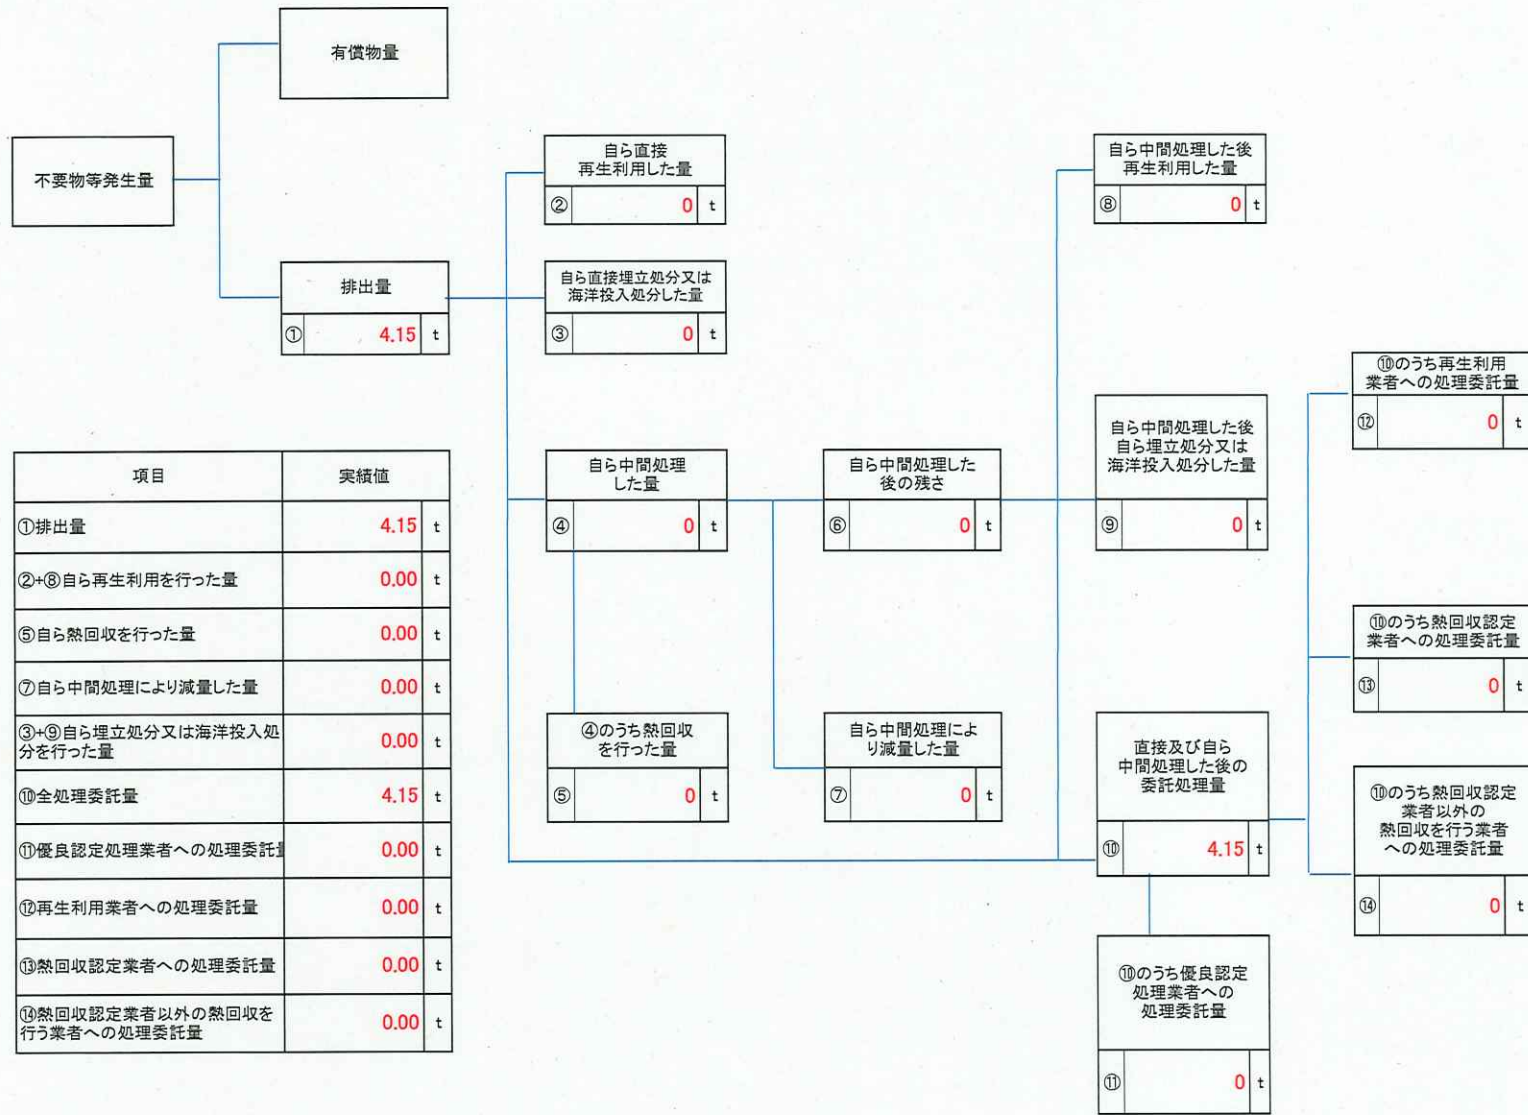 有償物量
不要物等発生量
排出量
① 4.15 t
自ら直接
再生利用した量
② 0 t
自ら直接埋立処分又は
海洋投入処分した量
③ 0 t
自ら中間処理
した量
④ 0 t
④のうち熱回収
を行った量
⑤ 0 t
自ら中間処理した
後の残さ
⑥ 0 t
自ら中間処理によ
り減量した量
⑦ 0 t
自ら中間処理した後
再生利用した量
⑧ 0 t
自ら中間処理した後
自ら埋立処分又は
海洋投入処分した量
⑨ 0 t
直接及び自ら
中間処理した後の
委託処理量
⑩ 4.15 t
⑩のうち優良認定
処理業者への
処理委託量
⑪ 0 t
⑩のうち再生利用
業者への処理委託量
⑫ 0 t
⑩のうち熱回収認定
業者への処理委託量
⑬ 0 t
⑩のうち熱回収認定
業者以外の
熱回収を行う業者
への処理委託量
⑭ 0 t
項目 実績値
①排出量 4.15 t
②+⑧自ら再生利用を行った量 0.00 t
⑤自ら熱回収を行った量 0.00 t
⑦自ら中間処理により減量した量 0.00 t
③+⑨自ら埋立処分又は海洋投入処
分を行った量 0.00 t
⑩全処理委託量 4.15 t
⑪優良認定処理業者への処理委託 0.00 t
⑫再生利用業者への処理委託量 0.00 t
⑬熱回収認定業者への処理委託量 0.00 t
⑭熱回収認定業者以外の熱回収を
行う業者への処理委託量 0.00 t